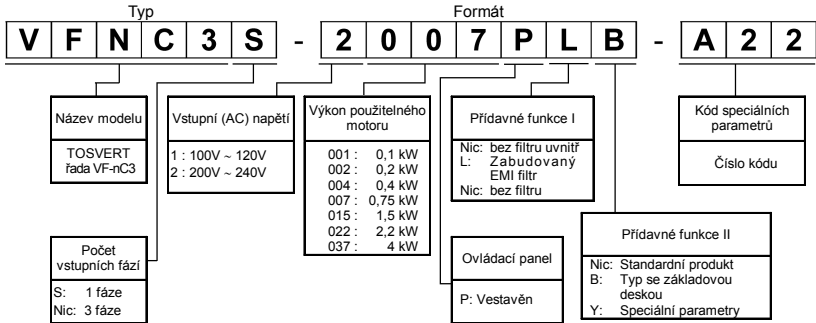 Typ
Formát
V F N C 3 S - 2 0 0 7 P L B - A 2 2
Název modelu
TOSVERT
řada VF-nC3
Vstupní (AC) napětí
1 : 100V ~ 120V
2 : 200V ~ 240V
Výkon použitelného
motoru
001 : 0,1 kW
002 : 0,2 kW
004 : 0,4 kW
007 : 0,75 kW
015 : 1,5 kW
022 : 2,2 kW
037 : 4 kW
Přídavné funkce I
Nic: bez filtru uvnitř
L: Zabudovaný
EMI filtr
Nic: bez filtru
Kód speciálních
parametrů
Číslo kódu
Počet
vstupních fází
S: 1 fáze
Nic: 3 fáze
Ovládací panel
P: Vestavěn
Přídavné funkce II
Nic: Standardní produkt
B: Typ se základovou
deskou
Y: Speciální parametry